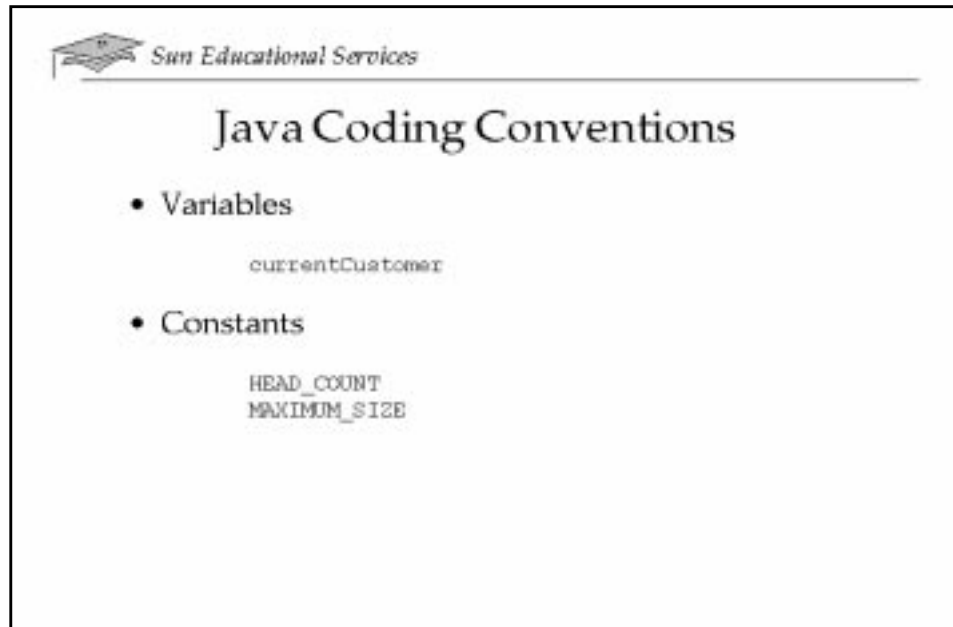 Sun Educational Services
Java Coding Conventions
• Variables
currentCustomer
• Constants
HEAD_COUNT
MAXIMUM_SIZE